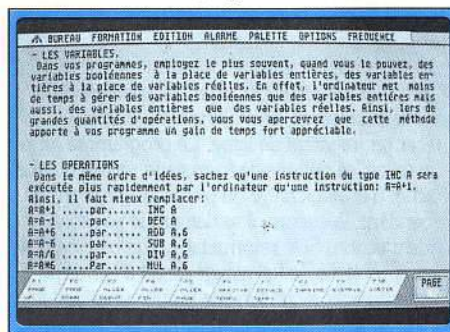 BUREAU FORMATION EDITION ALARME PALETTE OPTIONS FREQUENCE
- LES VARIABLES.
Dans vos programmes, employez le plus souvent, quand vous le pouvez, des
variables booléennes à la place de variables entières, des variables en-
tières à la place de variables réelles. En effet, l'ordinateur met moins
de temps à gérer des variables booléennes que des variables entières mais
aussi, des variables entières que des variables réelles. Ainsi, lors de
grandes quantités d'opérations, vous vous apercevrez que cette méthode
apporte à vos programme un gain de temps fort appréciable.
- LES OPERATIONS
Dans le même ordre d'idées, sachez qu'une instruction du type INC A sera
exécutée plus rapidement par l'ordinateur qu'une instruction: A=A+1.
Ainsi, il faut mieux remplacer:
A=A+1 .....par..... INC A
A=A-1 .....par..... DEC A
A=A+6 .....par..... ADD A,6
A=A-6 .....par..... SUB A,6
A=A/6 .....par..... DIV A,6
A=A*6 .....Par..... MUL A,6
PAGE